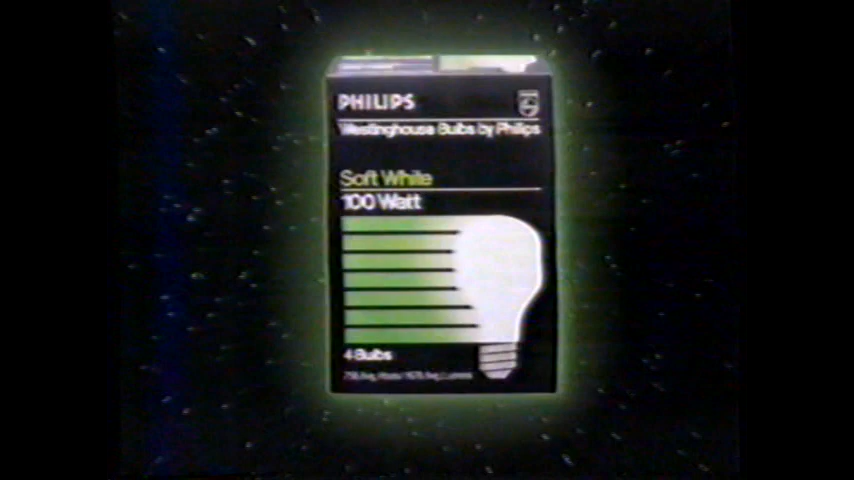 PHILIPS
Westinghouse Bulbs by Philips
Soft White
100 Watt
4 Bulbs